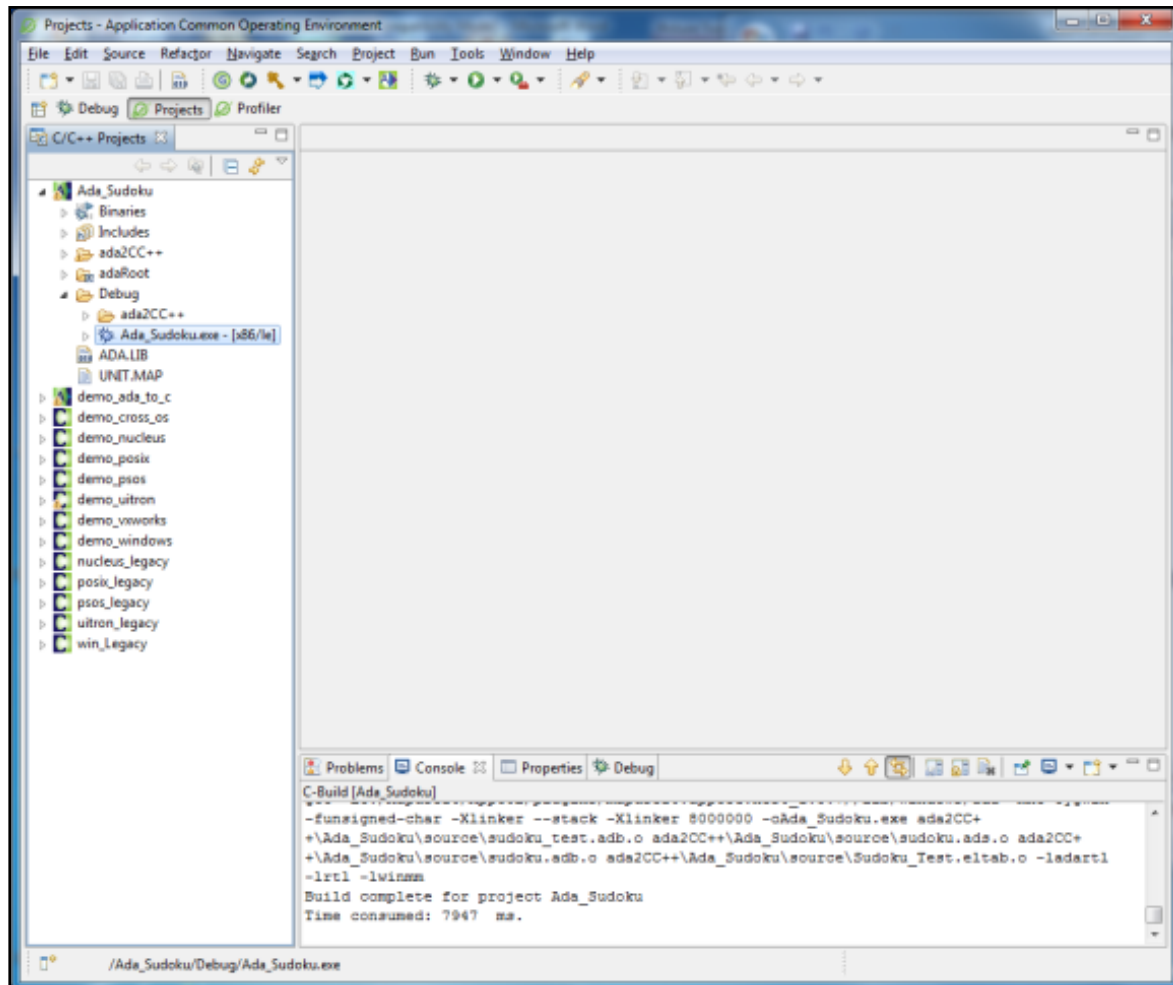 Projects - Application Common Operating Environment
File Edit Source Refactor Navigate Search Project Run Tools Window Help
Debug Projects Profiler
C/C++ Projects
Ada_Sudoku
Binaries
Includes
ada2CC++
adaRoot
Debug
ada2CC++
Ada_Sudoku.exe - [x86/le]
ADA.LIB
UNIT.MAP
demo_ada_to_c
demo_cross_os
demo_nucleus
demo_posix
demo_psos
demo_uitron
demo_vxworks
demo_windows
nucleus_legacy
posix_legacy
psos_legacy
uitron_legacy
win_Legacy
Problems Console Properties Debug
C-Build [Ada_Sudoku]
-funsigned-char -Xlinker --stack -Xlinker 8000000 -oAda_Sudoku.exe ada2CC+
+\Ada_Sudoku\source\sudoku_test.adb.o ada2CC++\Ada_Sudoku\source\sudoku.ads.o ada2CC+
+\Ada_Sudoku\source\sudoku.adb.o ada2CC++\Ada_Sudoku\source\Sudoku_Test.eltab.o -ladartl
-lrtl -lwinmm
Build complete for project Ada_Sudoku
Time consumed: 7947 ms.
/Ada_Sudoku/Debug/Ada_Sudoku.exe